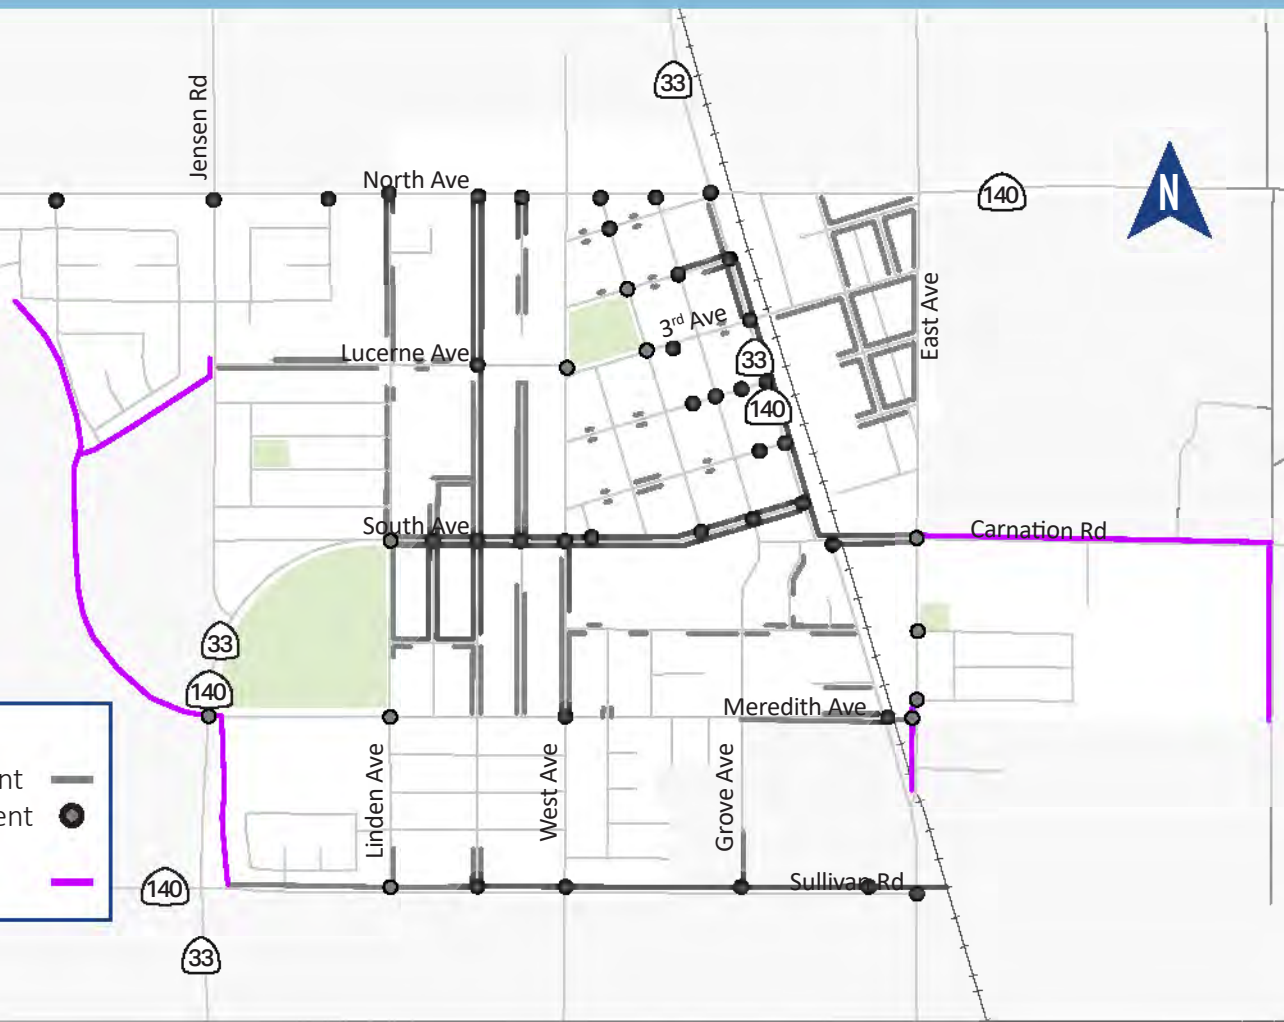 33
Jensen Rd
North Ave
140
N
3rd Ave
East Ave
Lucerne Ave
33
140
South Ave
Carnation Rd
33
140
Meredith Ave
nt
ent
Linden Ave
West Ave
Grove Ave
140
Sullivan Rd
33